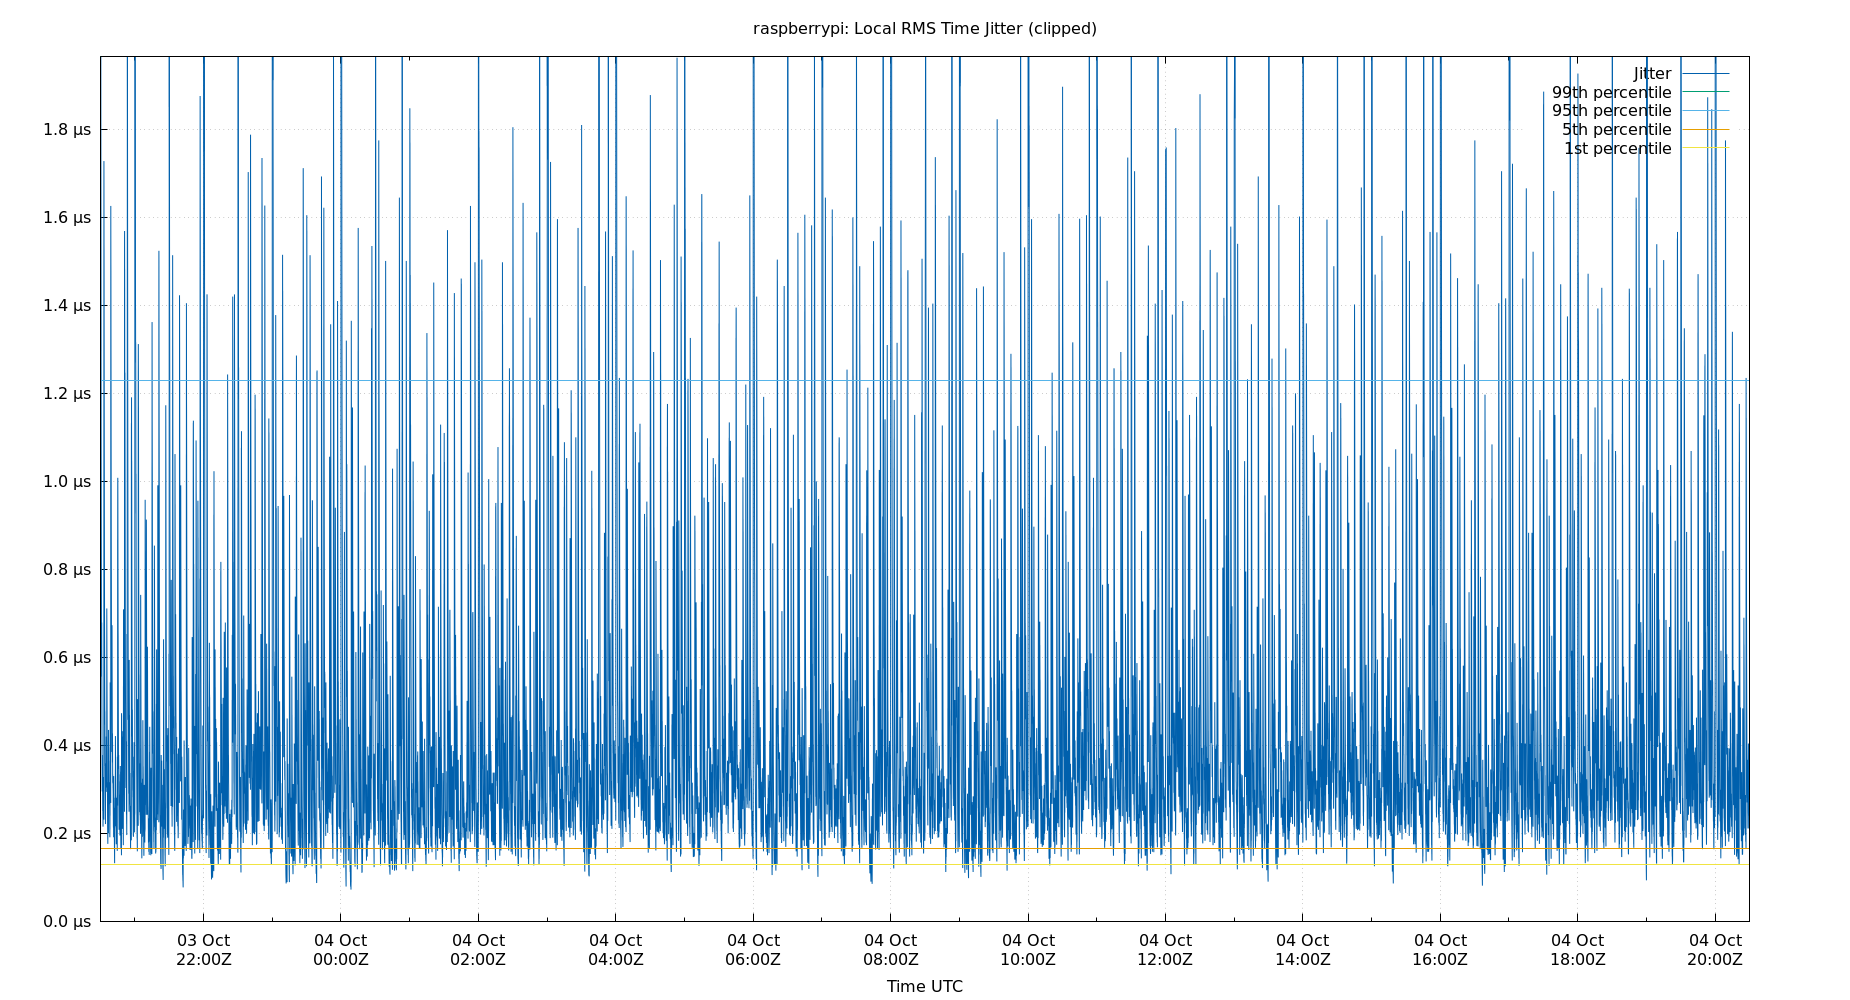 raspberrypi: Local RMS Time Jitter (clipped)
Jitter
99th percentile
95th percentile
5th percentile
1st percentile
1.8 µs
1.6 µs
1.4 µs
1.2 µs
1.0 µs
0.8 µs
0.6 µs
0.4 µs
0.2 µs
0.0 µs
03 Oct 04 Oct 04 Oct 04 Oct 04 Oct 04 Oct 04 Oct 04 Oct 04 Oct 04 Oct 04 Oct 04 Oct
22:00Z 00:00Z 02:00Z 04:00Z 06:00Z 08:00Z 10:00Z 12:00Z 14:00Z 16:00Z 18:00Z 20:00Z
Time UTC